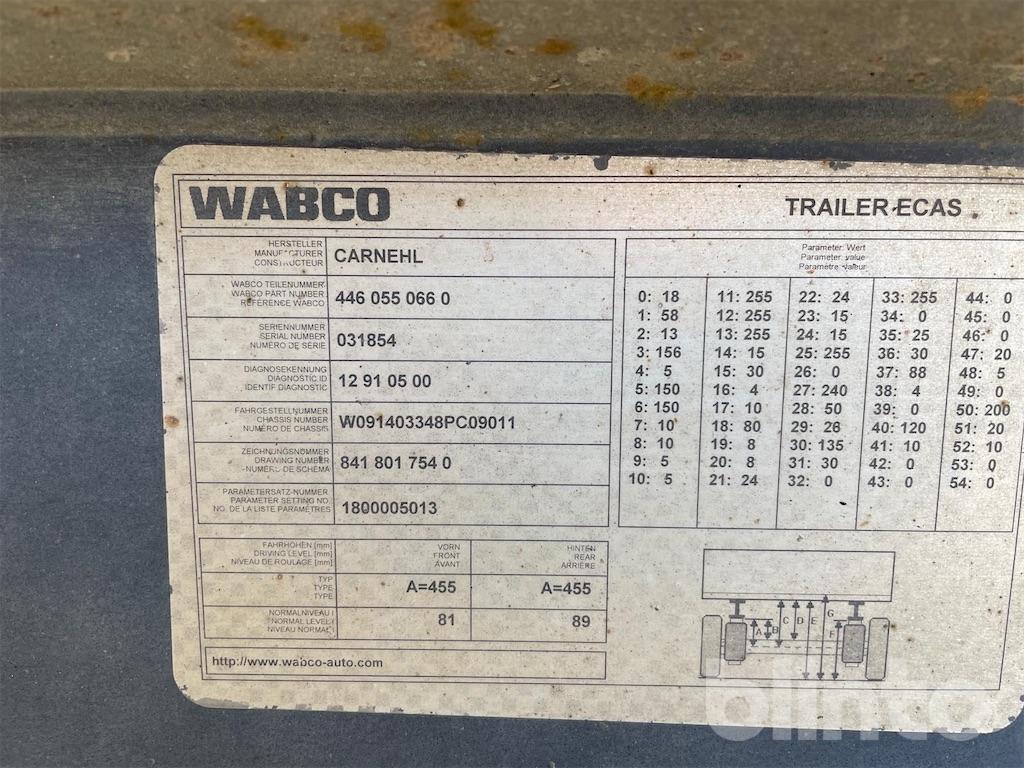 WABCO
TRAILER ECAS
HERSTELLER
MANUFACTURER
CONSTRUCTEUR
CARNEHL
WABCO TEILENUMMER
WABCO PART NUMBER
REFERENCE WABCO
446 055 066 0
SERIENNUMMER
SERIAL NUMBER
NUMÉRO DE SÉRIE
031854
DIAGNOSEKENNUNG
DIAGNOSTIC ID
IDENTIF DIAGNOSTIC
12 91 05 00
FAHRGESTELLNUMMER
CHASSIS NUMBER
NUMÉRO DE CHASSIS
W091403348PC09011
ZEICHNUNGSNUMMER
DRAWING NUMBER
NUMÉRO DE SCHÉMA
841 801 754 0
PARAMETERSATZ-NUMMER
PARAMETER SETTING NO.
NO. DE LA LISTE PARAMÈTRES
1800005013
Parameter: Wert
Parameter: value
Paramètre: valeur
0: 18 11: 255 22: 24 33: 255 44: 0
1: 58 12: 255 23: 15 34: 0 45: 0
2: 13 13: 255 24: 15 35: 25 46: 0
3: 156 14: 15 25: 255 36: 30 47: 20
4: 5 15: 30 26: 0 37: 88 48: 5
5: 150 16: 4 27: 240 38: 4 49: 0
6: 150 17: 10 28: 50 39: 0 50: 200
7: 10 18: 80 29: 26 40: 120 51: 20
8: 10 19: 8 30: 135 41: 10 52: 10
9: 5 20: 8 31: 30 42: 0 53: 0
10: 5 21: 24 32: 0 43: 0 54: 0
FAHRHÖHEN [mm]
DRIVING LEVEL [mm]
NIVEAU DE ROULAGE [mm]
VORN
FRONT
AVANT
HINTEN
REAR
ARRIÈRE
TYP
TYPE
TYPE
A=455
A=455
NORMALNIVEAU I
NORMAL LEVEL I
NIVEAU NORMAL I
81
89
http://www.wabco-auto.com
A B C D E F G
blinto